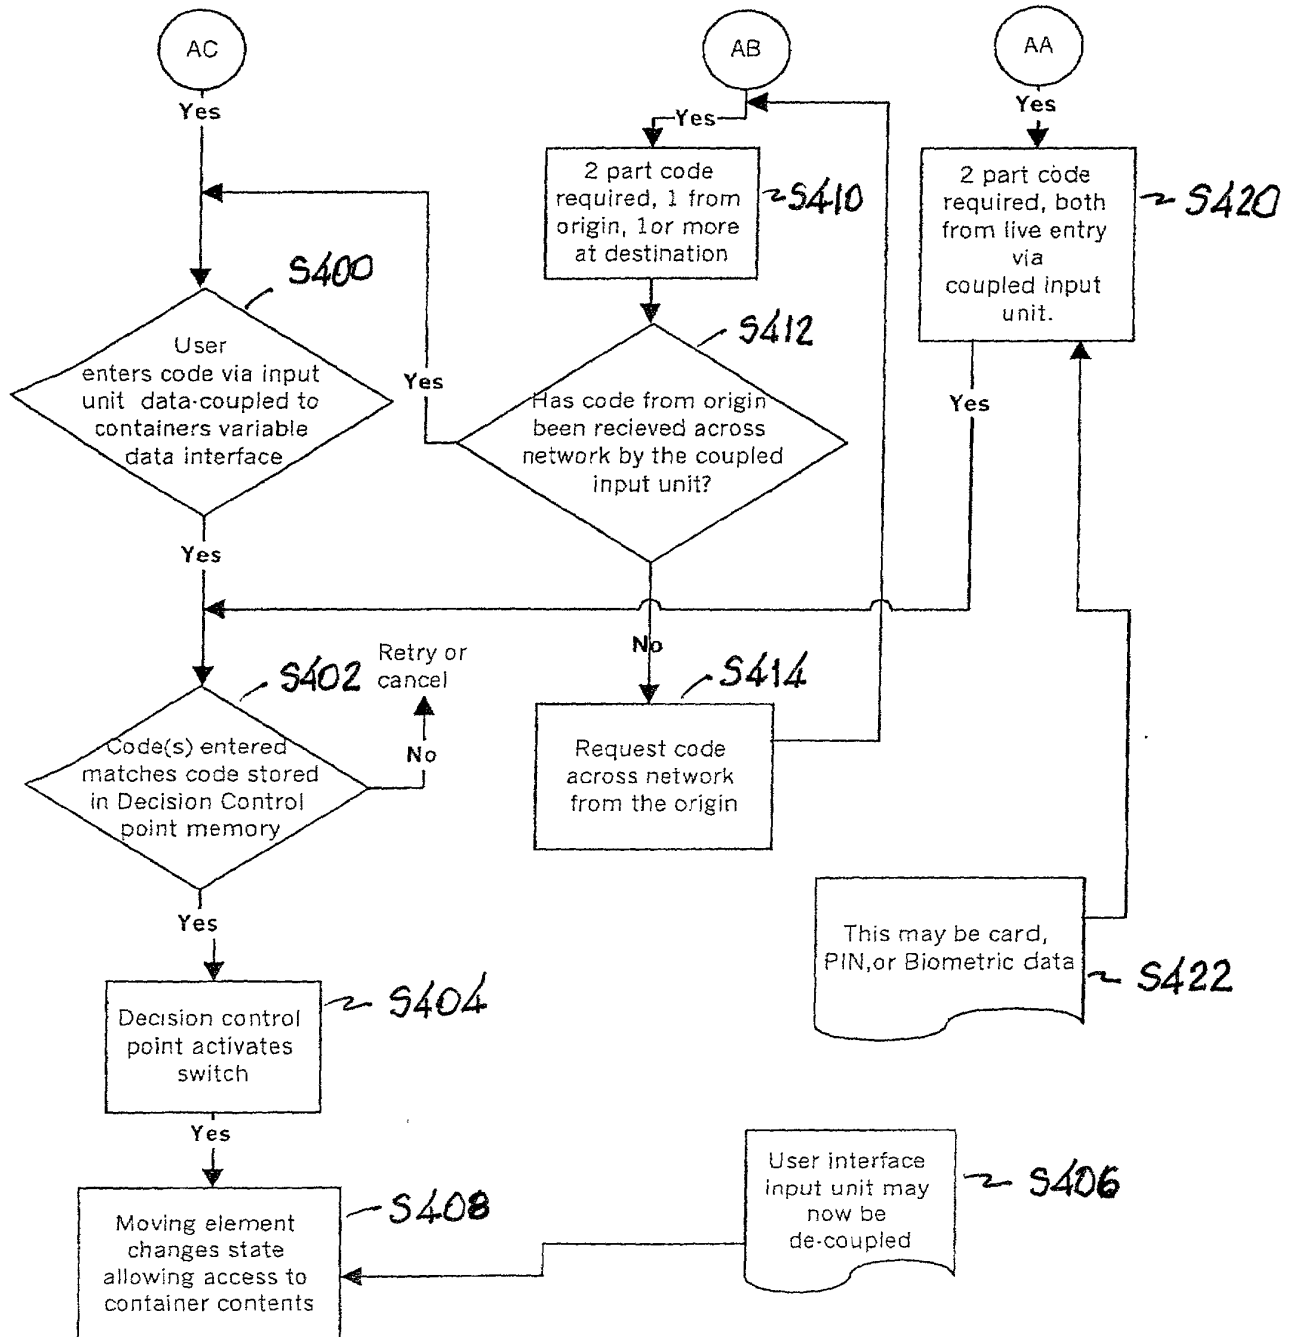 AC
Yes
S400
User
enters code via input
unit data-coupled to
containers variable
data interface
Yes
S402
Code(s) entered
matches code stored
in Decision Control
point memory
No
Retry or
cancel
Yes
S404
Decision control
point activates
switch
Yes
S408
Moving element
changes state
allowing access to
container contents
AB
Yes
2 part code
required, 1 from
origin, 1or more
at destination
S410
S412
Has code from origin
been recieved across
network by the coupled
input unit?
Yes
No
S414
Request code
across network
from the origin
AA
Yes
2 part code
required, both
from live entry
via
coupled input
unit.
S420
Yes
This may be card,
PIN,or Biometric data
S422
User interface
input unit may
now be
de-coupled
S406